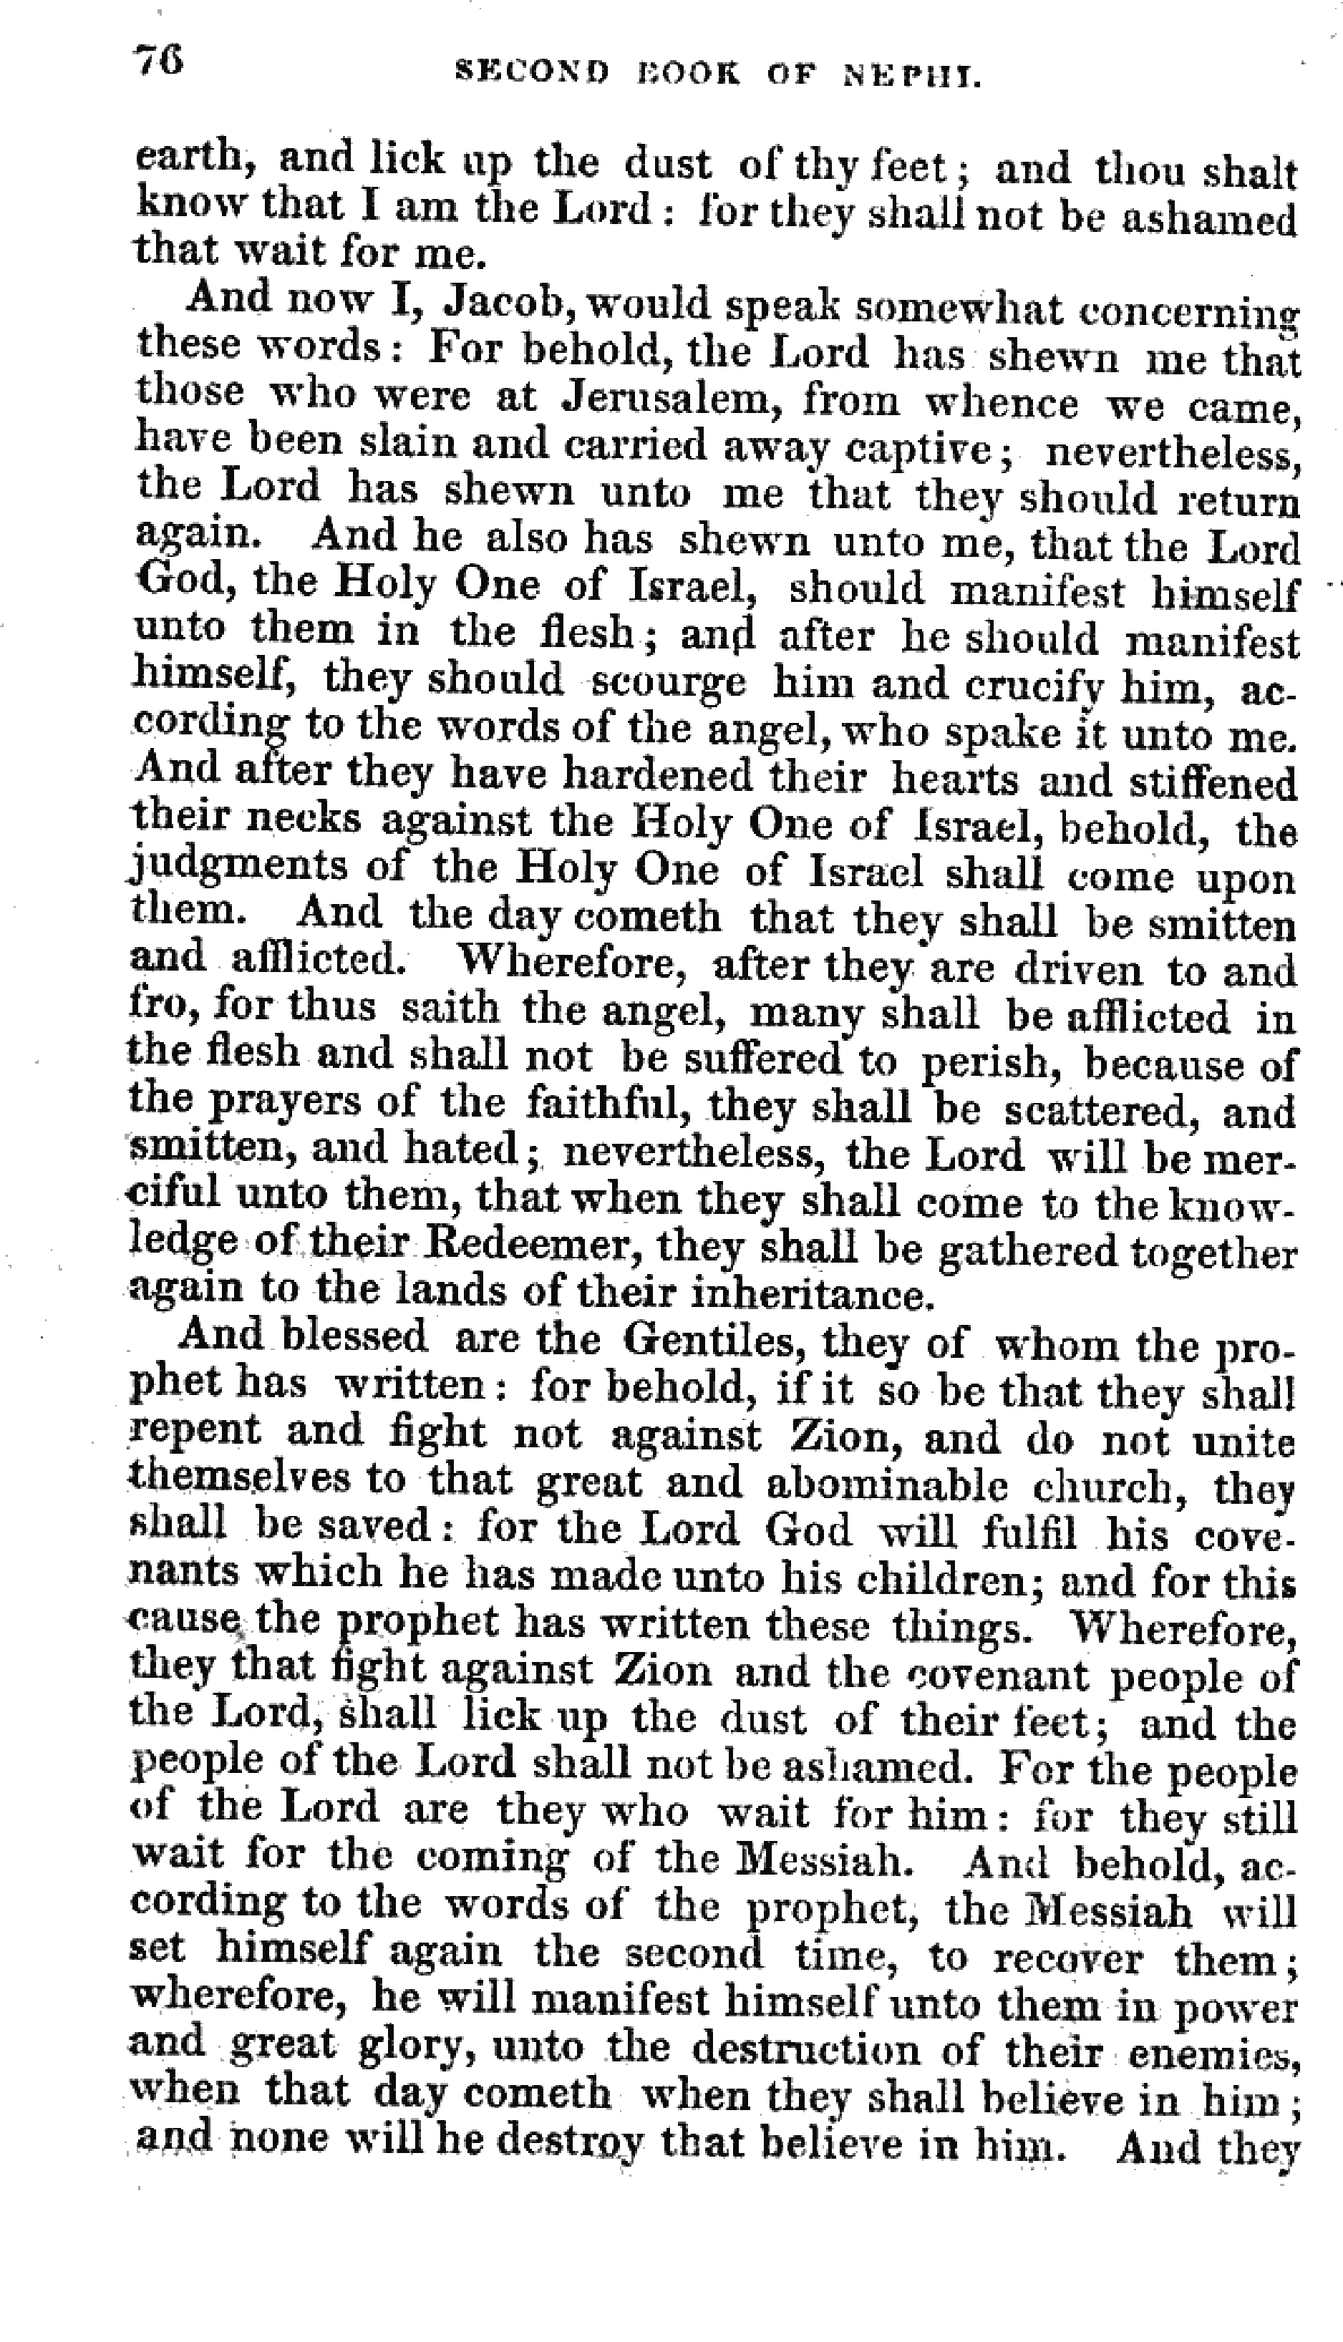 76 SECOND BOOK OF NEPHI.
earth, and lick up the dust of thy feet; and thou shalt
know that I am the Lord: for they shall not be ashamed
that wait for me.
And now I, Jacob, would speak somewhat concerning
these words: For behold, the Lord has shewn me that
those who were at Jerusalem, from whence we came,
have been slain and carried away captive; nevertheless,
the Lord has shewn unto me that they should return
again. And he also has shewn unto me, that the Lord
God, the Holy One of Israel, should manifest himself
unto them in the flesh; and after he should manifest
himself, they should scourge him and crucify him, ac-
cording to the words of the angel, who spake it unto me.
And after they have hardened their hearts and stiffened
their necks against the Holy One of Israel, behold, the
judgments of the Holy One of Israel shall come upon
them. And the day cometh that they shall be smitten
and afflicted. Wherefore, after they are driven to and
fro, for thus saith the angel, many shall be afflicted in
the flesh and shall not be suffered to perish, because of
the prayers of the faithful, they shall be scattered, and
smitten, and hated; nevertheless, the Lord will be mer-
ciful unto them, that when they shall come to the know-
ledge of their Redeemer, they shall be gathered together
again to the lands of their inheritance.
And blessed are the Gentiles, they of whom the pro-
phet has written: for behold, if it so be that they shall
repent and fight not against Zion, and do not unite
themselves to that great and abominable church, they
shall be saved: for the Lord God will fulfil his cove-
nants which he has made unto his children; and for this
cause the prophet has written these things. Wherefore,
they that fight against Zion and the covenant people of
the Lord, shall lick up the dust of their feet; and the
people of the Lord shall not be ashamed. For the people
of the Lord are they who wait for him: for they still
wait for the coming of the Messiah. And behold, ac-
cording to the words of the prophet, the Messiah will
set himself again the second time, to recover them;
wherefore, he will manifest himself unto them in power
and great glory, unto the destruction of their enemies,
when that day cometh when they shall believe in him;
and none will he destroy that believe in him. And they